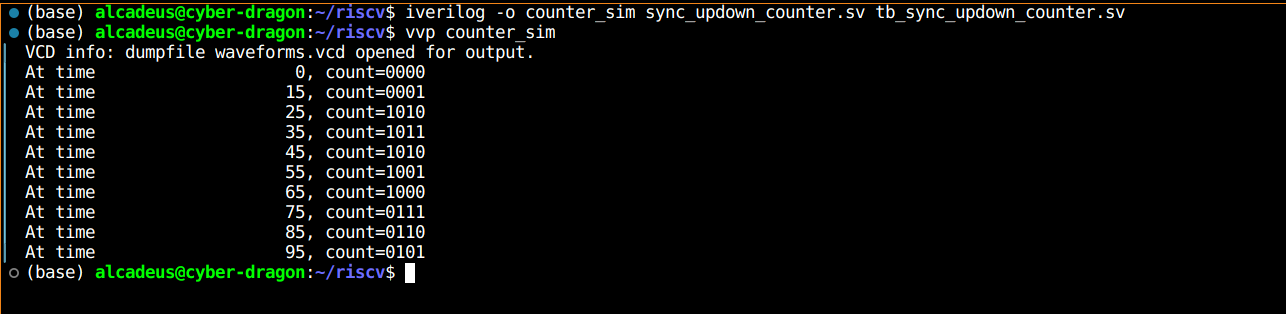 (base) alcadeus@cyber-dragon:~/riscv$ iverilog -o counter_sim sync_updown_counter.sv tb_sync_updown_counter.sv
(base) alcadeus@cyber-dragon:~/riscv$ vvp counter_sim
VCD info: dumpfile waveforms.vcd opened for output.
At time                    0, count=0000
At time                   15, count=0001
At time                   25, count=1010
At time                   35, count=1011
At time                   45, count=1010
At time                   55, count=1001
At time                   65, count=1000
At time                   75, count=0111
At time                   85, count=0110
At time                   95, count=0101
(base) alcadeus@cyber-dragon:~/riscv$